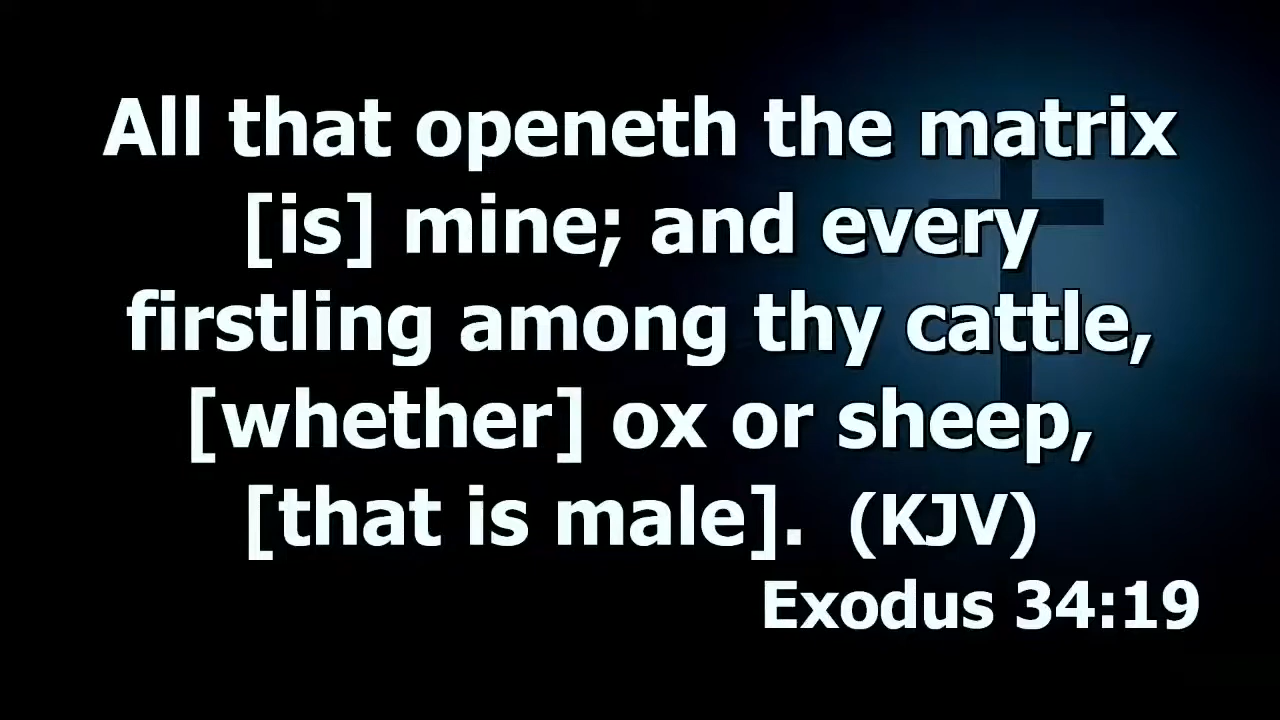 All that openeth the matrix
[is] mine; and every
firstling among thy cattle,
[whether] ox or sheep,
[that is male]. (KJV)
Exodus 34:19